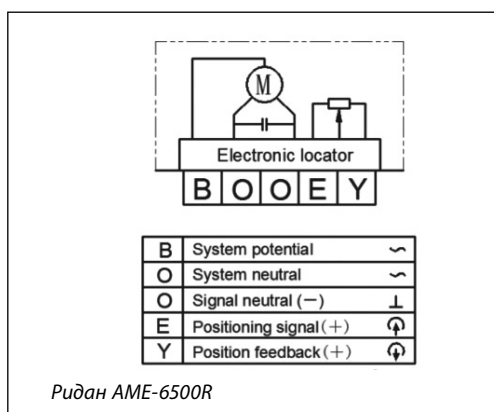 M
Electronic locator
B O O E Y
B System potential ~
O System neutral ~
O Signal neutral (—) ⊥
E Positioning signal (+)
Y Position feedback (+)
Ридан AME-6500R